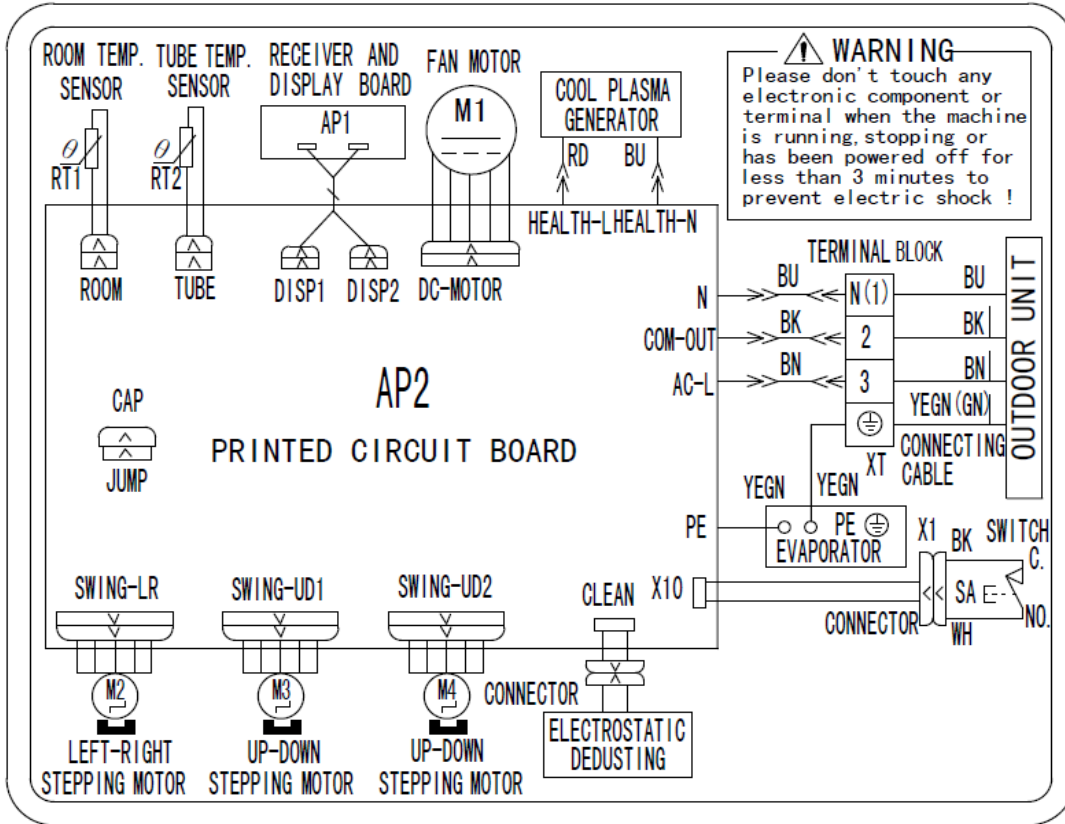 ROOM TEMP.
SENSOR
TUBE TEMP.
SENSOR
RECEIVER AND
DISPLAY BOARD
FAN MOTOR
WARNING
Please don't touch any
electronic component or
terminal when the machine
is running, stopping or
has been powered off for
less than 3 minutes to
prevent electric shock !
COOL PLASMA
GENERATOR
AP1
M1
θ
RT1
θ
RT2
RD
BU
HEALTH-L
HEALTH-N
ROOM
TUBE
DISP1
DISP2
DC-MOTOR
TERMINAL BLOCK
N
BU
N(1)
BU
COM-OUT
BK
2
BK
AC-L
BN
3
BN
YEGN(GN)
OUTDOOR UNIT
XT
CONNECTING
CABLE
CAP
JUMP
AP2
PRINTED CIRCUIT BOARD
YEGN
YEGN
PE
PE
EVAPORATOR
X1
BK
SWITCH
C.
SA
NO.
WH
CONNECTOR
SWING-LR
SWING-UD1
SWING-UD2
CLEAN
X10
M2
M3
M4
CONNECTOR
LEFT-RIGHT
STEPPING MOTOR
UP-DOWN
STEPPING MOTOR
UP-DOWN
STEPPING MOTOR
ELECTROSTATIC
DEDUSTING